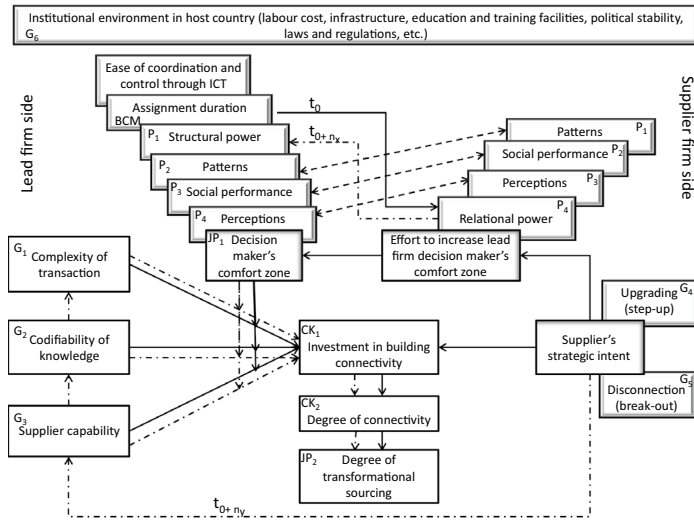 Institutional environment in host country (labour cost, infrastructure, education and training facilities, political stability,
G6 laws and regulations, etc.)
Lead firm side
Supplier firm side
Ease of coordination and
control through ICT
Assignment duration
BCM
P1 Structural power
P2 Patterns
P3 Social performance
P4 Perceptions
t0
t0+ ny
Patterns P1
Social performance P2
Perceptions P3
Relational power P4
JP1 Decision
maker's
comfort zone
Effort to increase lead
firm decision maker's
comfort zone
G1 Complexity of
transaction
G2 Codifiability of
knowledge
G3 Supplier capability
CK1
Investment in building
connectivity
CK2
Degree of connectivity
JP2 Degree of
transformational
sourcing
Upgrading G4
(step-up)
Supplier's
strategic intent
Disconnection G5
(break-out)
t0+ ny